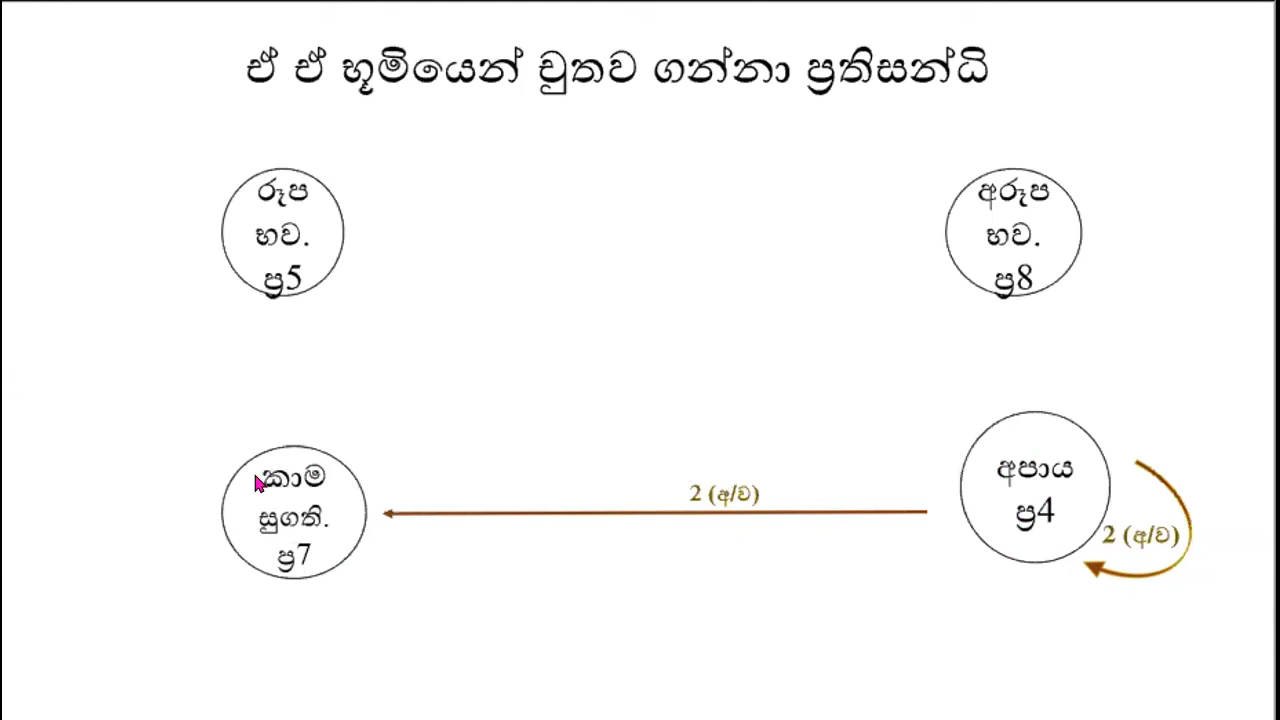 ඒ ඒ භූමියෙන් චුතව ගන්නා ප්‍රතිසන්ධි
රූප
භව.
ප්‍ර5
අරූප
භව.
ප්‍ර8
කාම
සුගති.
ප්‍ර7
2 (අ/ව)
අපාය
ප්‍ර4
2 (අ/ව)